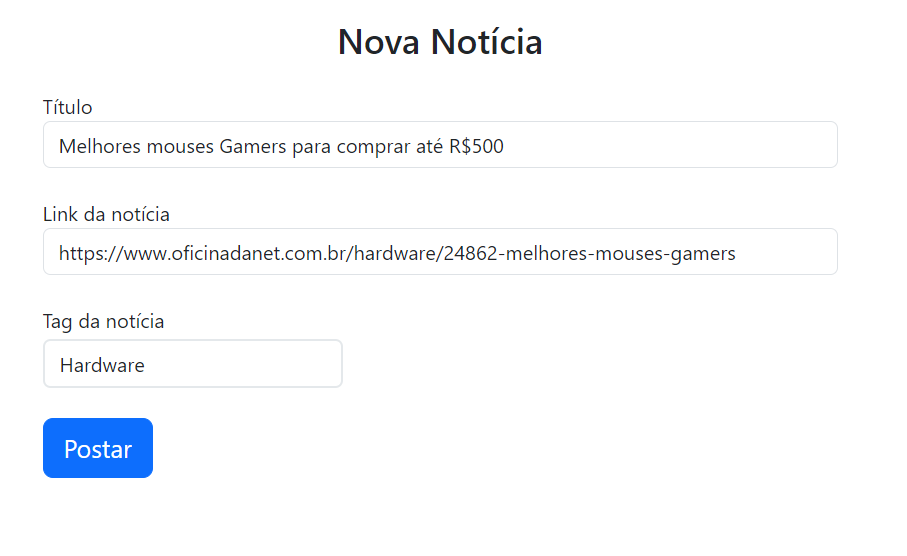 Nova Notícia
Título
Melhores mouses Gamers para comprar até R$500
Link da notícia
https://www.oficinadanet.com.br/hardware/24862-melhores-mouses-gamers
Tag da notícia
Hardware
Postar